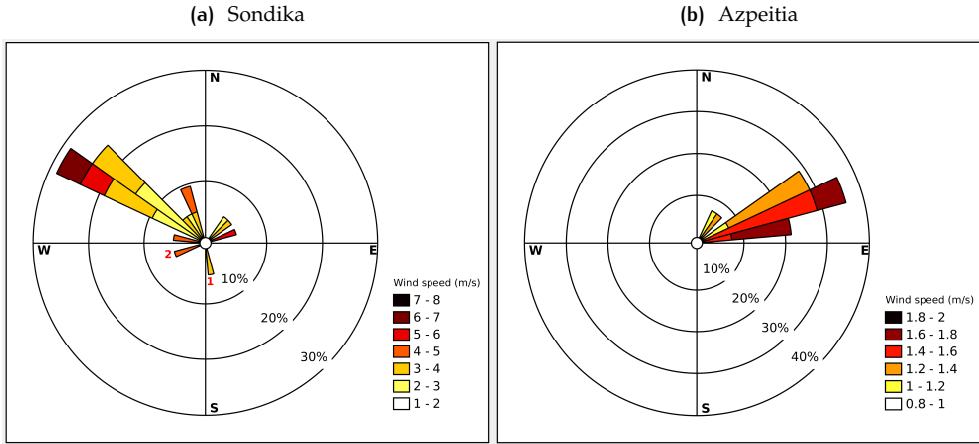 (a) Sondika
N
W
E
S
2
1
10%
20%
30%
Wind speed (m/s)
7 - 8
6 - 7
5 - 6
4 - 5
3 - 4
2 - 3
1 - 2
(b) Azpeitia
N
W
E
S
10%
20%
30%
40%
Wind speed (m/s)
1.8 - 2
1.6 - 1.8
1.4 - 1.6
1.2 - 1.4
1 - 1.2
0.8 - 1